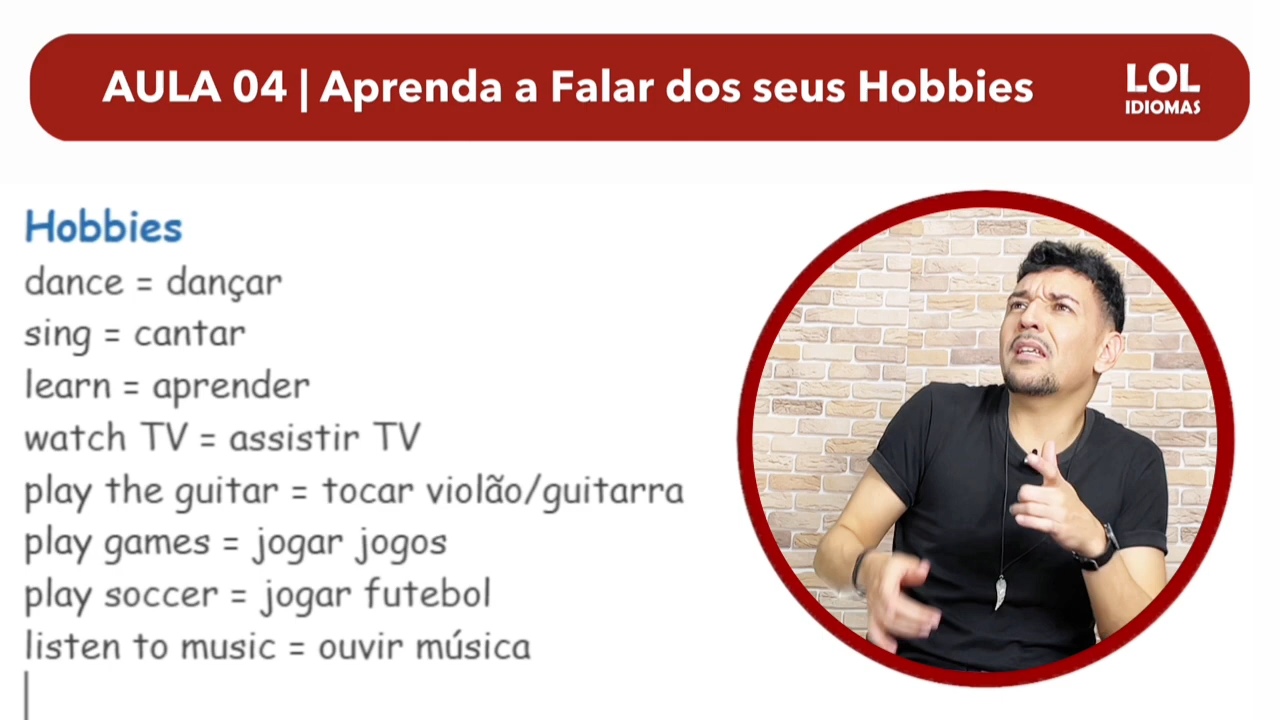 AULA 04 | Aprenda a Falar dos seus Hobbies
LOL
IDIOMAS
Hobbies
dance = dançar
sing = cantar
learn = aprender
watch TV = assistir TV
play the guitar = tocar violão/guitarra
play games = jogar jogos
play soccer = jogar futebol
listen to music = ouvir música